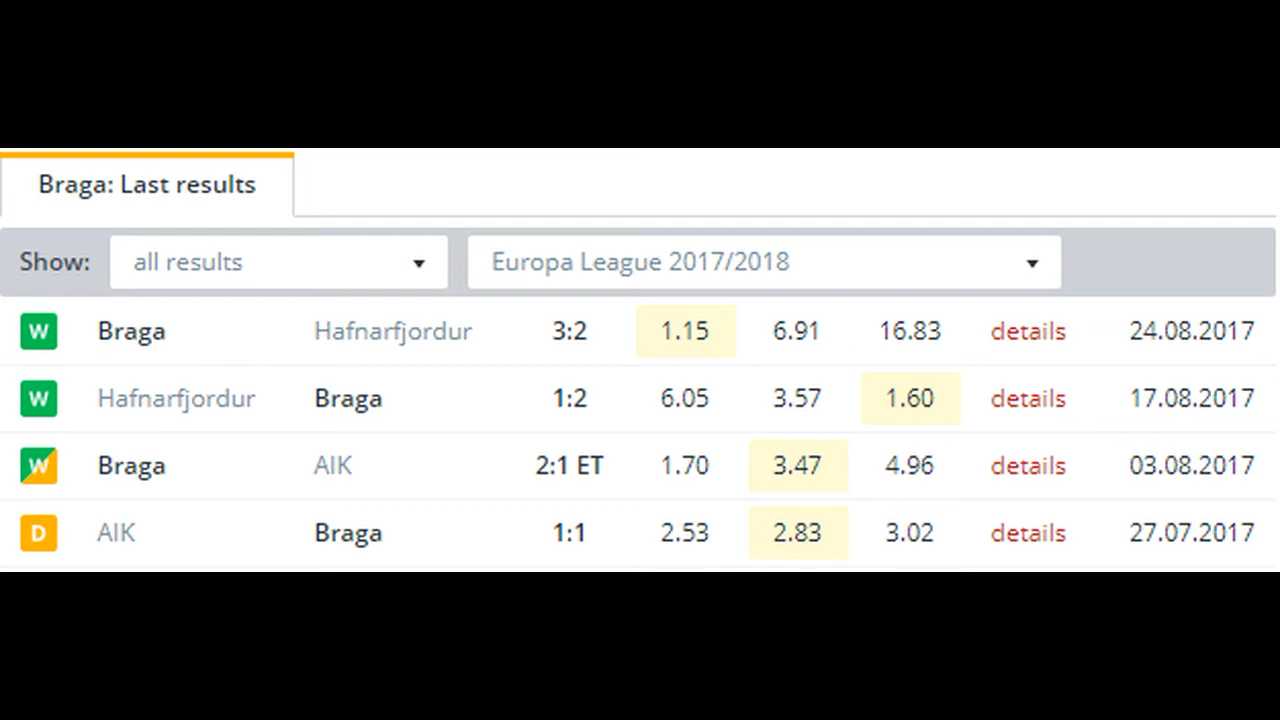 Braga: Last results
Show: all results Europa League 2017/2018
W Braga Hafnarfjordur 3:2 1.15 6.91 16.83 details 24.08.2017
W Hafnarfjordur Braga 1:2 6.05 3.57 1.60 details 17.08.2017
W Braga AIK 2:1 ET 1.70 3.47 4.96 details 03.08.2017
D AIK Braga 1:1 2.53 2.83 3.02 details 27.07.2017